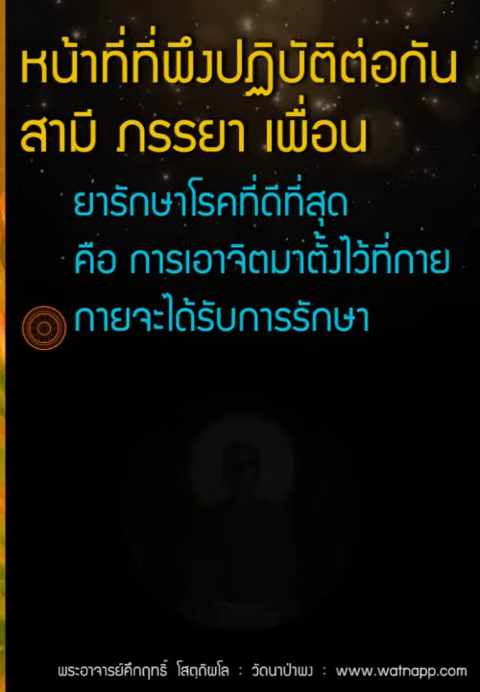 หน้าที่ที่พึงปฏิบัติต่อกัน
สามี ภรรยา เพื่อน
ยารักษาโรคที่ดีที่สุด
คือ การเอาจิตมาตั้งไว้ที่กาย
กายจะได้รับการรักษา
พระอาจารย์คึกฤทธิ์ โสตฺถิผโล : วัดนาป่าพง : www.watnapp.com